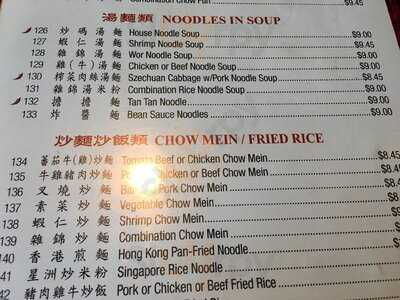 Combination Chow Fun $9.45
湯麵類 NOODLES IN SOUP
126 炒碼湯麵 House Noodle Soup $9.00
127 蝦仁湯麵 Shrimp Noodle Soup $9.00
128 雜錦湯麵 Wor Noodle Soup $9.00
129 雞(牛)湯麵 Chicken or Beef Noodle Soup $9.00
130 榨菜肉絲湯麵 Szechuan Cabbage w/Pork Noodle Soup $8.45
131 雜錦湯米粉 Combination Rice Noodle Soup $9.00
132 擔擔麵 Tan Tan Noodle $9.00
133 炸醬麵 Bean Sauce Noodles $9.00
炒麵炒飯類 CHOW MEIN / FRIED RICE
134 蕃茄牛(雞)炒麵 Tomato Beef or Chicken Chow Mein $8.45
135 牛雞豬肉炒麵 Pork, Chicken or Beef Chow Mein $8.45
136 叉燒炒麵 Pork Chow Mein $8.45
137 素菜炒麵 Vegetable Chow Mein
138 蝦仁炒麵 Shrimp Chow Mein
139 雜錦炒麵 Combination Chow Mein
140 香港煎麵 Hong Kong Pan-Fried Noodle
141 星洲炒米粉 Singapore Rice Noodle
42 豬肉雞牛炒飯 Pork or Chicken or Beef Fried Rice